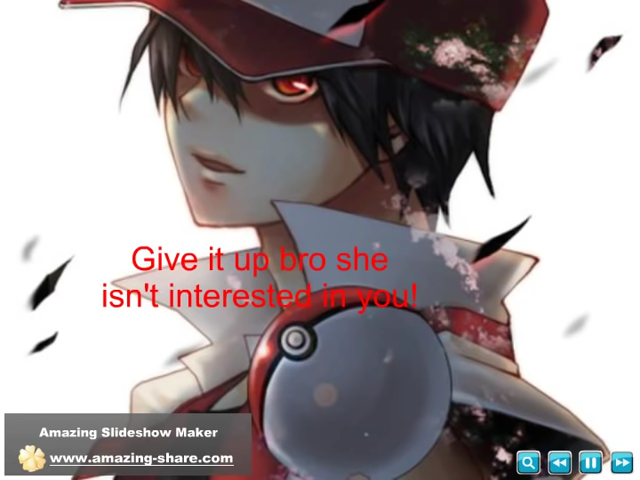 Give it up bro she
isn't interested in you!
Amazing Slideshow Maker
www.amazing-share.com